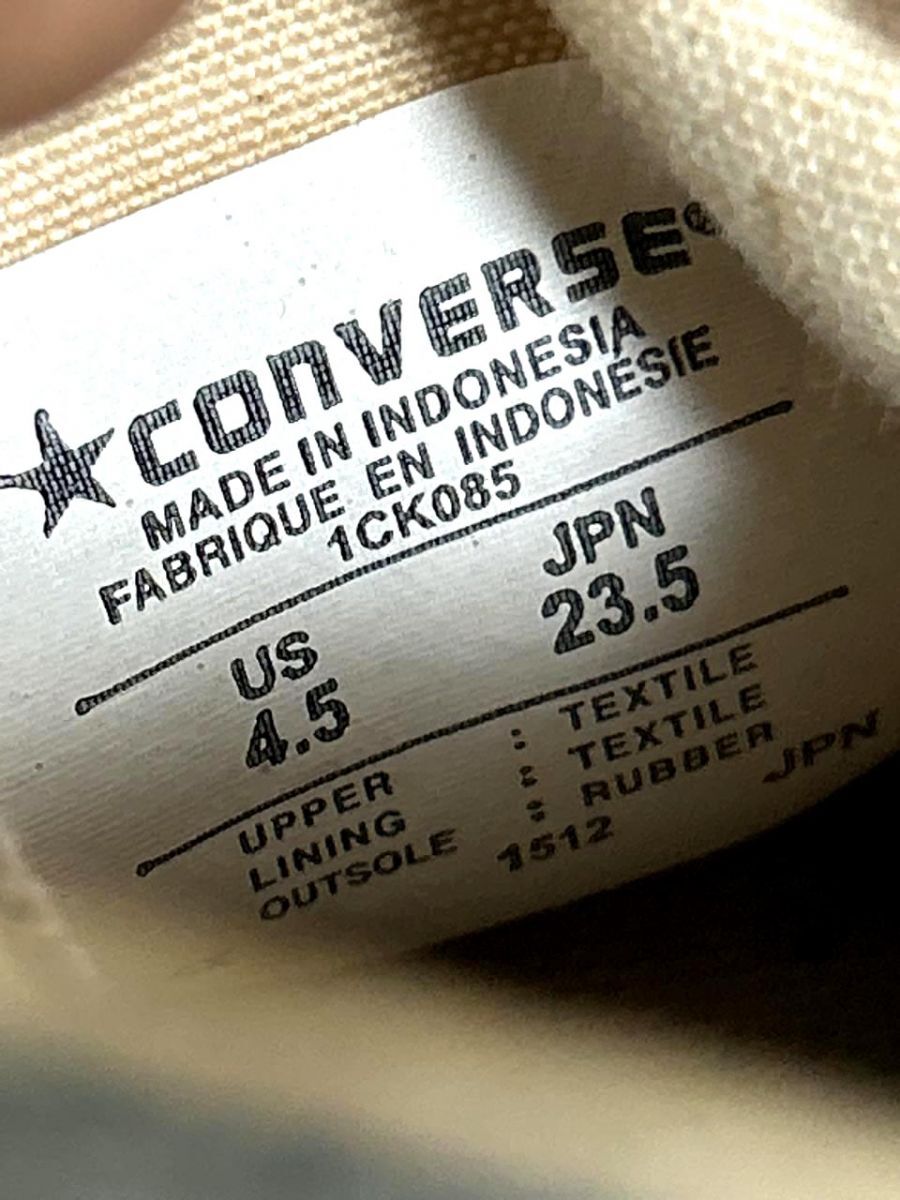 CONVERSE®
MADE IN INDONESIA
FABRIQUE EN INDONÉSIE
1CK085
US JPN
4.5 23.5
UPPER : TEXTILE
LINING : TEXTILE
OUTSOLE : RUBBER
1512 JPN